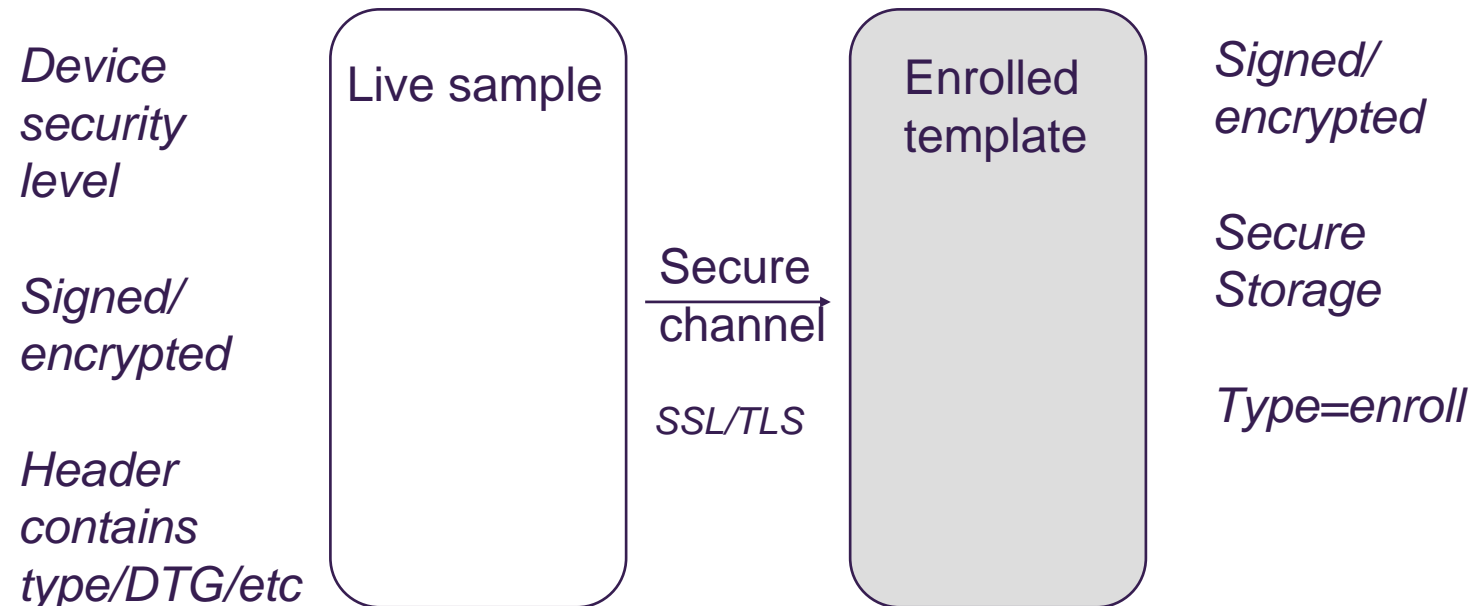 Device
security
level
Signed/
encrypted
Header
contains
type/DTG/etc
Live sample
Secure
channel
SSL/TLS
Enrolled
template
Signed/
encrypted
Secure
Storage
Type=enroll